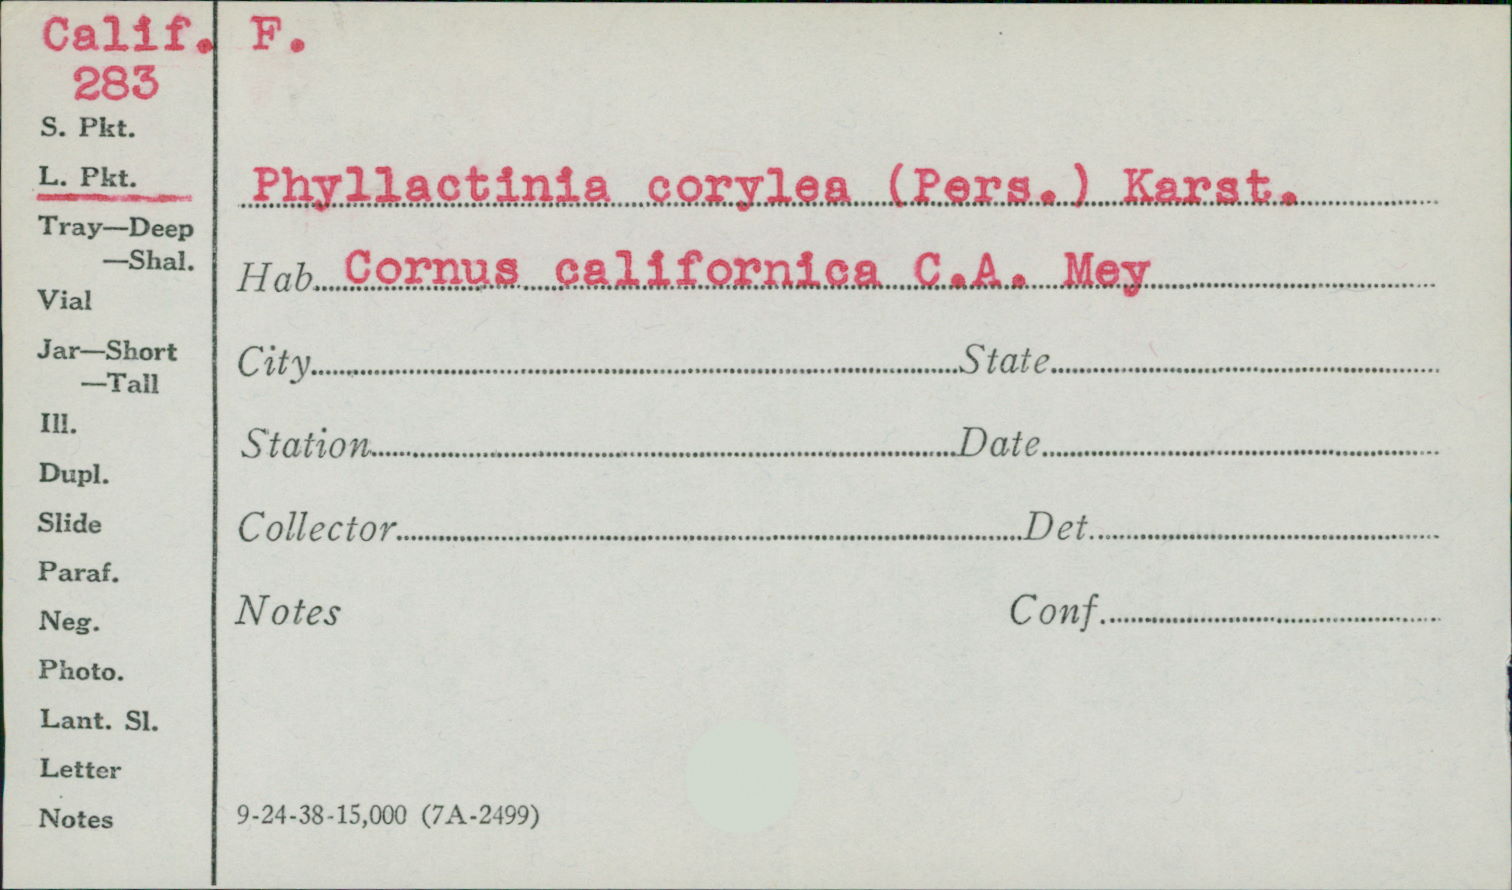 Calif. F.
283
S. Pkt.
L. Pkt.
Phyllactinia corylea (Pers.) Karst.
Tray—Deep
—Shal.
Hab. Cornus californica C.A. Mey
Vial
Jar—Short
—Tall
City State
Ill.
Station Date
Dupl.
Slide
Collector Det.
Paraf.
Neg.
Notes Conf.
Photo.
Lant. Sl.
Letter
Notes
9-24-38-15,000 (7A-2499)